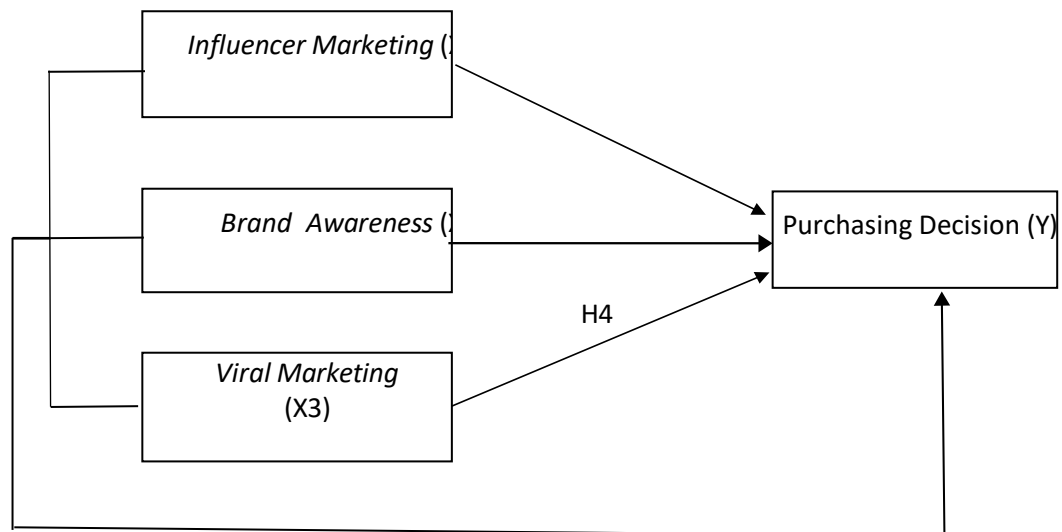 Influencer Marketing (
Brand Awareness (
Purchasing Decision (Y)
H4
Viral Marketing
(X3)